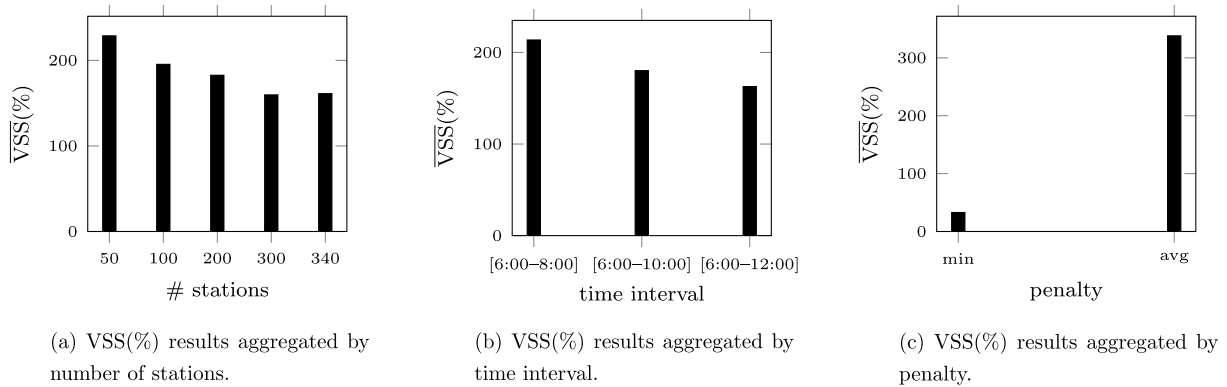 200
100
0
VSS(%)
50 100 200 300 340
# stations
(a) VSS(%) results aggregated by
number of stations.
200
100
0
VSS(%)
[6:00–8:00] [6:00–10:00] [6:00–12:00]
time interval
(b) VSS(%) results aggregated by
time interval.
300
200
100
0
VSS(%)
min avg
penalty
(c) VSS(%) results aggregated by
penalty.